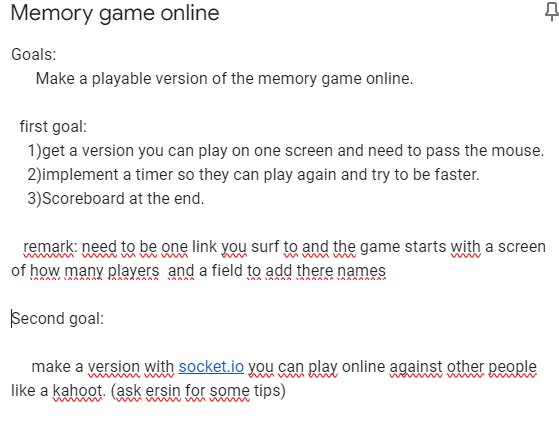 Memory game online
Goals:
Make a playable version of the memory game online.
first goal:
1)get a version you can play on one screen and need to pass the mouse.
2)implement a timer so they can play again and try to be faster.
3)Scoreboard at the end.
remark: need to be one link you surf to and the game starts with a screen
of how many players and a field to add there names
Second goal:
make a version with socket.io you can play online against other people
like a kahoot. (ask ersin for some tips)